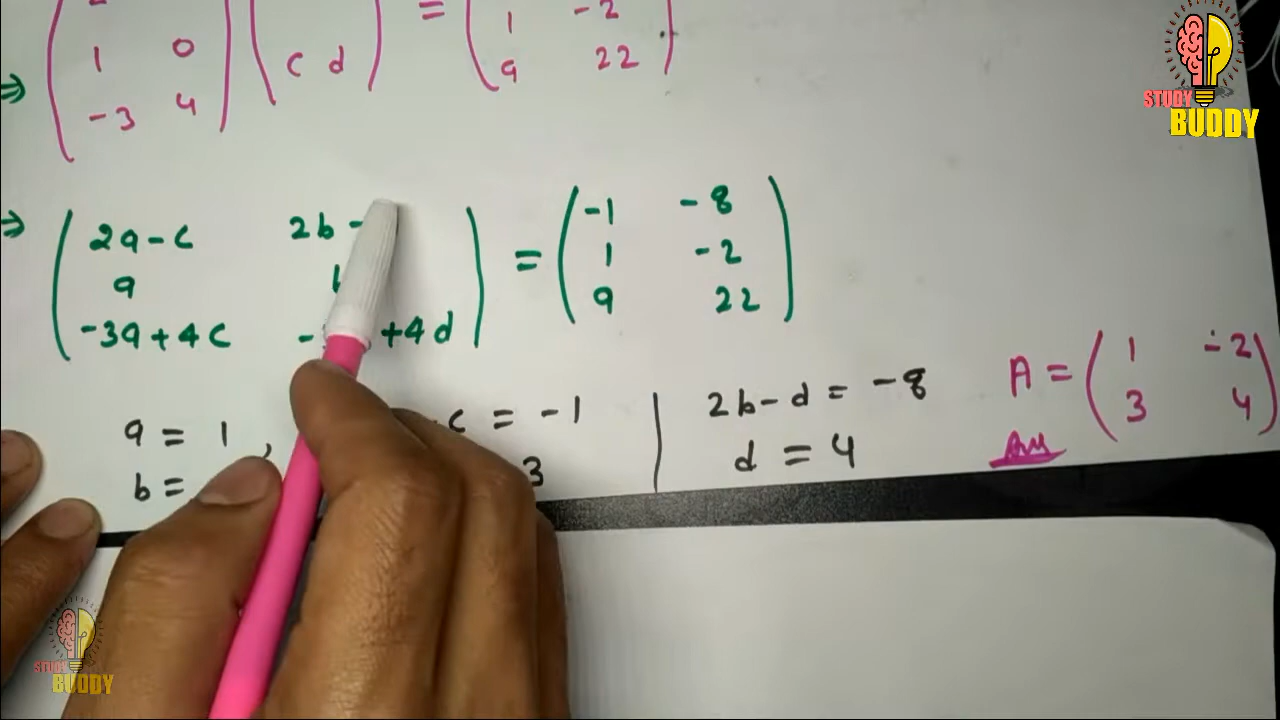 = 1 -2
⇒ 1 0 c d 9 22
-3 4
STUDY
BUDDY
⇒ 2a-c 2b- = -1 -8
a 1 -2
-3a+4c - +4d 9 22
a = 1, c = -1 | 2b-d = -8 A = 1 -2
b = 3 d = 4 3 4
Ans
STUDY
BUDDY